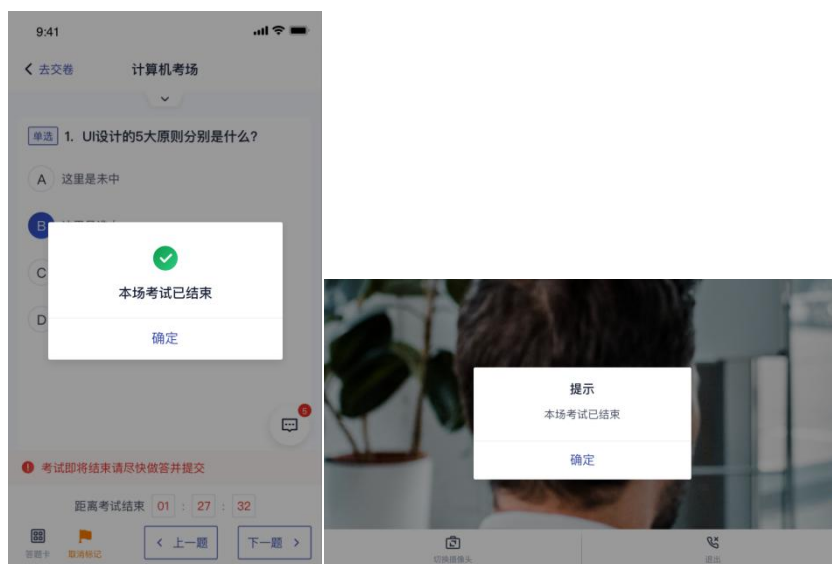 9:41
去交卷
计算机考场
单选 1. UI设计的5大原则分别是什么?
A 这里是未中
B
C
D
本场考试已结束
确定
5
考试即将结束请尽快做答并提交
距离考试结束 01 : 27 : 32
答题卡
取消标记
上一题
下一题
提示
本场考试已结束
确定
切换摄像头
退出